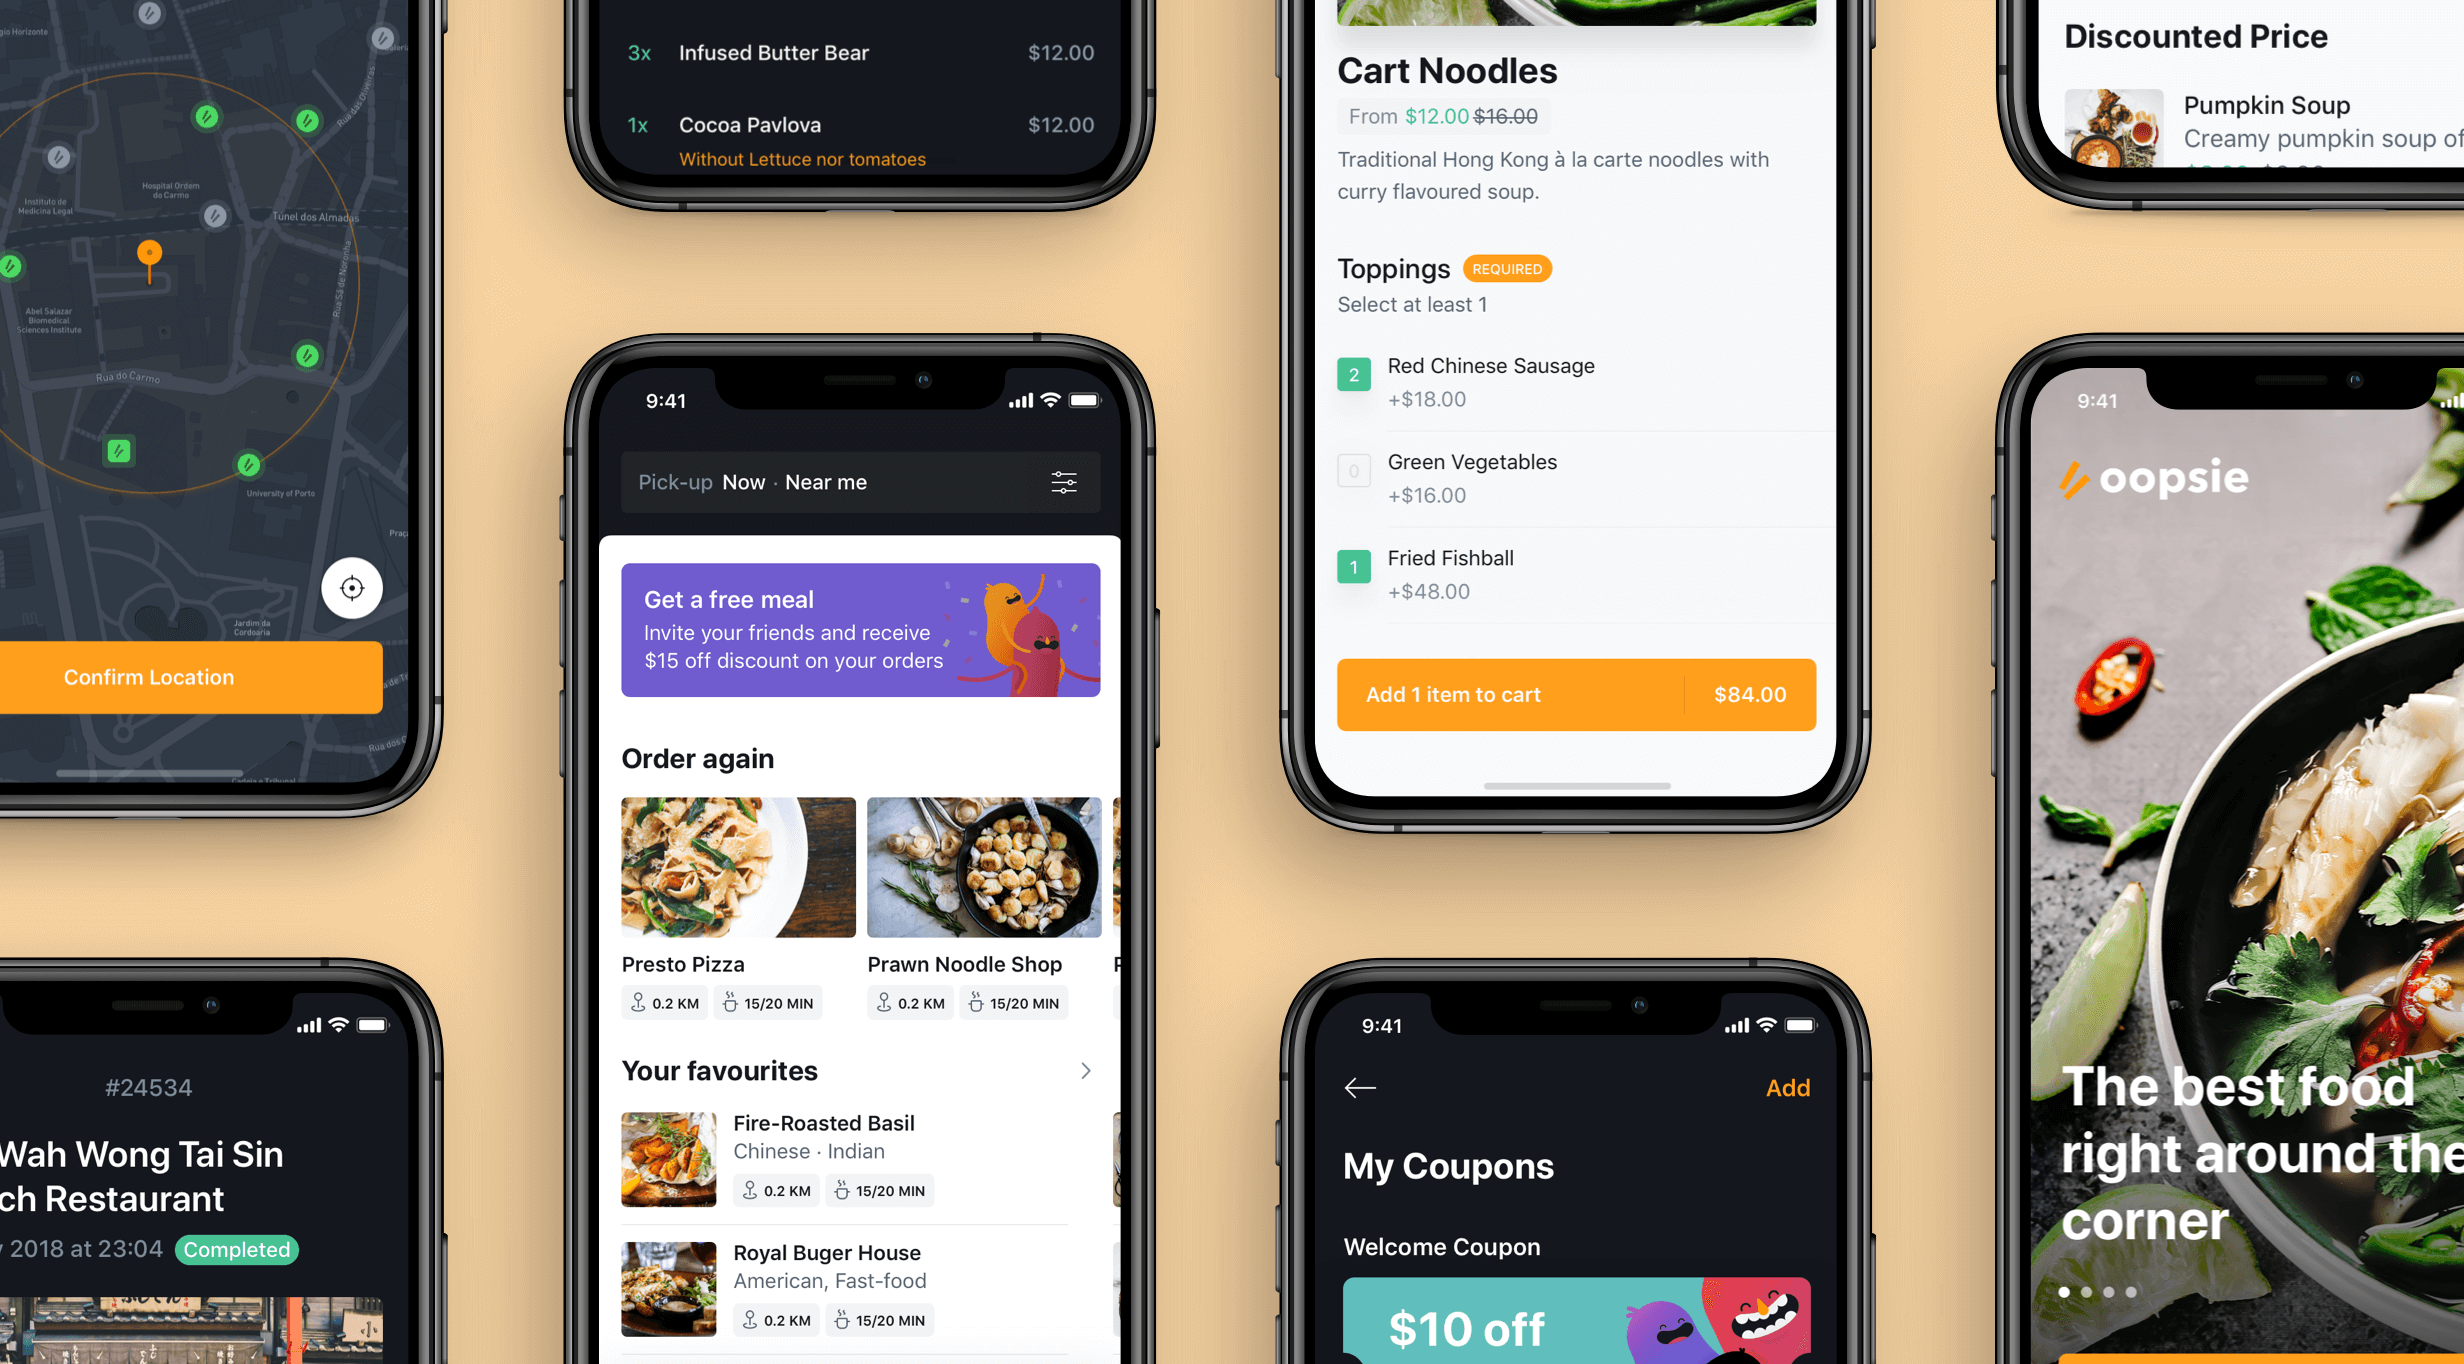 Hospital Ordem
do Carmo
Instituto de
Medicina Legal
Túnel dos Almadas
Rua das Oliveiras
Rua Sá de Noronha
Abel Salazar
Biomedical
Sciences Institute
Rua do Carmo
University of Porto
Jardim da
Cordoaria
Confirm Location
Cadeia e Tribunal
#24534
Wah Wong Tai Sin
ch Restaurant
2018 at 23:04 Completed
3x Infused Butter Bear $12.00
1x Cocoa Pavlova $12.00
Without Lettuce nor tomatoes
9:41
Pick-up Now · Near me
Get a free meal
Invite your friends and receive
$15 off discount on your orders
Order again
Presto Pizza
0.2 KM 15/20 MIN
Prawn Noodle Shop
0.2 KM 15/20 MIN
Your favourites
Fire-Roasted Basil
Chinese · Indian
0.2 KM 15/20 MIN
Royal Buger House
American, Fast-food
0.2 KM 15/20 MIN
Cart Noodles
From $12.00 $16.00
Traditional Hong Kong à la carte noodles with
curry flavoured soup.
Toppings REQUIRED
Select at least 1
2 Red Chinese Sausage
+$18.00
0 Green Vegetables
+$16.00
1 Fried Fishball
+$48.00
Add 1 item to cart $84.00
9:41
Add
My Coupons
Welcome Coupon
$10 off
Discounted Price
Pumpkin Soup
Creamy pumpkin soup of
9:41
oopsie
The best food
right around the
corner